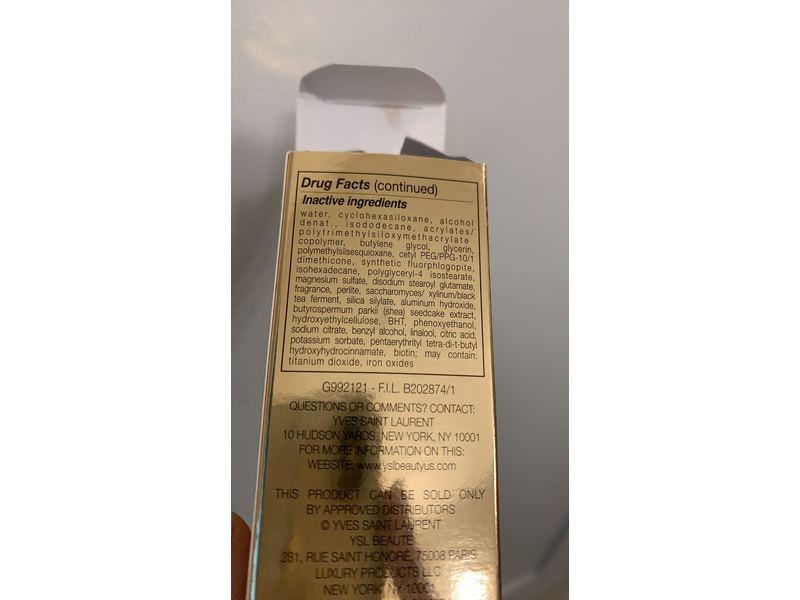 Drug Facts (continued)
Inactive ingredients
water, cyclohexasiloxane, alcohol
denat., isododecane, acrylates/
polytrimethylsiloxymethacrylate
copolymer, butylene glycol, glycerin,
polymethylsilsesquioxane, cetyl PEG/PPG-10/1
dimethicone, synthetic fluorphlogopite,
isohexadecane, polyglyceryl-4 isostearate,
magnesium sulfate, disodium stearoyl glutamate,
fragrance, perlite, saccharomyces/ xylinum/black
tea ferment, silica silylate, aluminum hydroxide,
butyrospermum parkii (shea) seedcake extract,
hydroxyethylcellulose, BHT, phenoxyethanol,
sodium citrate, benzyl alcohol, linalool, citric acid,
potassium sorbate, pentaerythrityl tetra-di-t-butyl
hydroxyhydrocinnamate, biotin; may contain:
titanium dioxide, iron oxides
G992121 - F.I.L. B202874/1
QUESTIONS OR COMMENTS? CONTACT:
YVES SAINT LAURENT
10 HUDSON YARDS, NEW YORK, NY 10001
FOR MORE INFORMATION ON THIS:
WEBSITE: www.yslbeautyus.com
THIS PRODUCT CAN BE SOLD ONLY
BY APPROVED DISTRIBUTORS
© YVES SAINT LAURENT
YSL BEAUTÉ
281, RUE SAINT HONORÉ, 75008 PARIS
LUXURY PRODUCTS LLC
NEW YORK, NY 10001